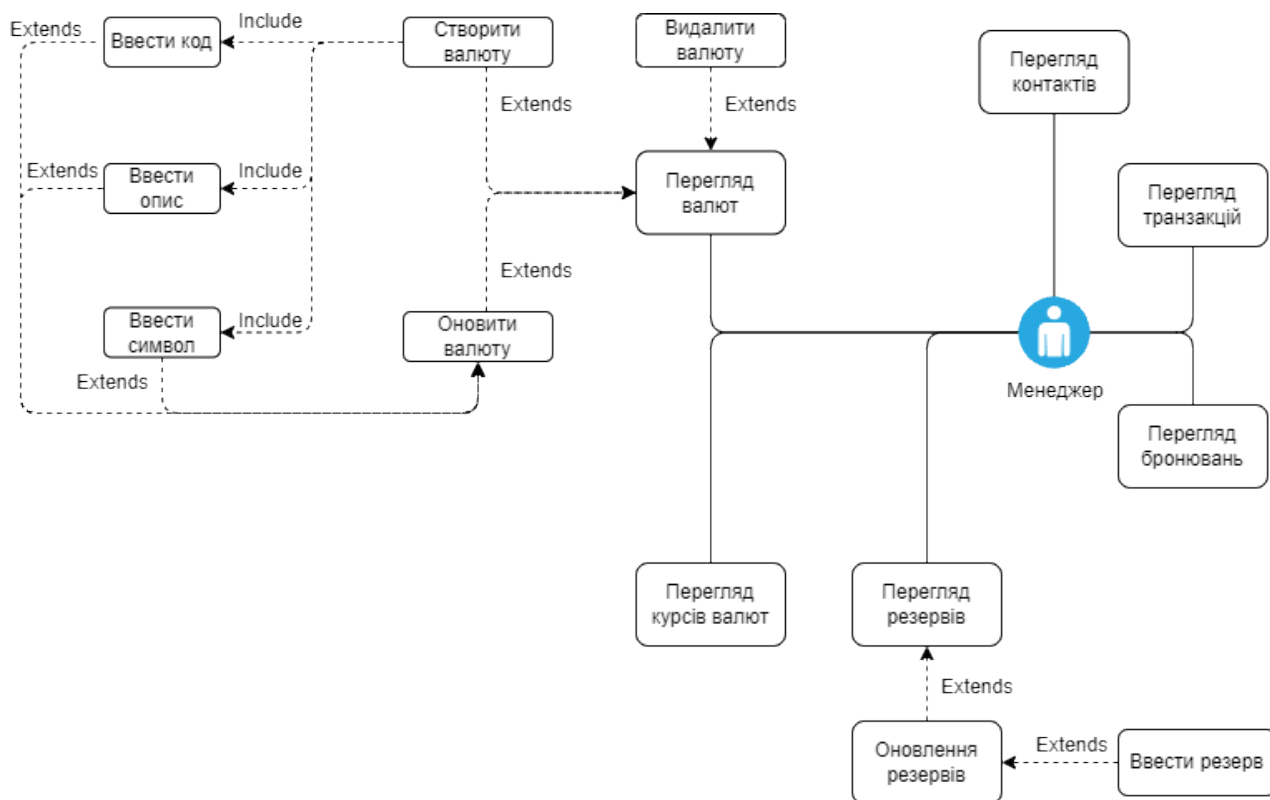 Extends
Ввести код
Include
Створити
валюту
Видалити
валюту
Перегляд
контактів
Extends
Extends
Extends
Ввести
опис
Include
Перегляд
валют
Перегляд
транзакцій
Extends
Ввести
символ
Include
Оновити
валюту
Extends
Менеджер
Перегляд
бронювань
Перегляд
курсів валют
Перегляд
резервів
Extends
Оновлення
резервів
Extends
Ввести резерв